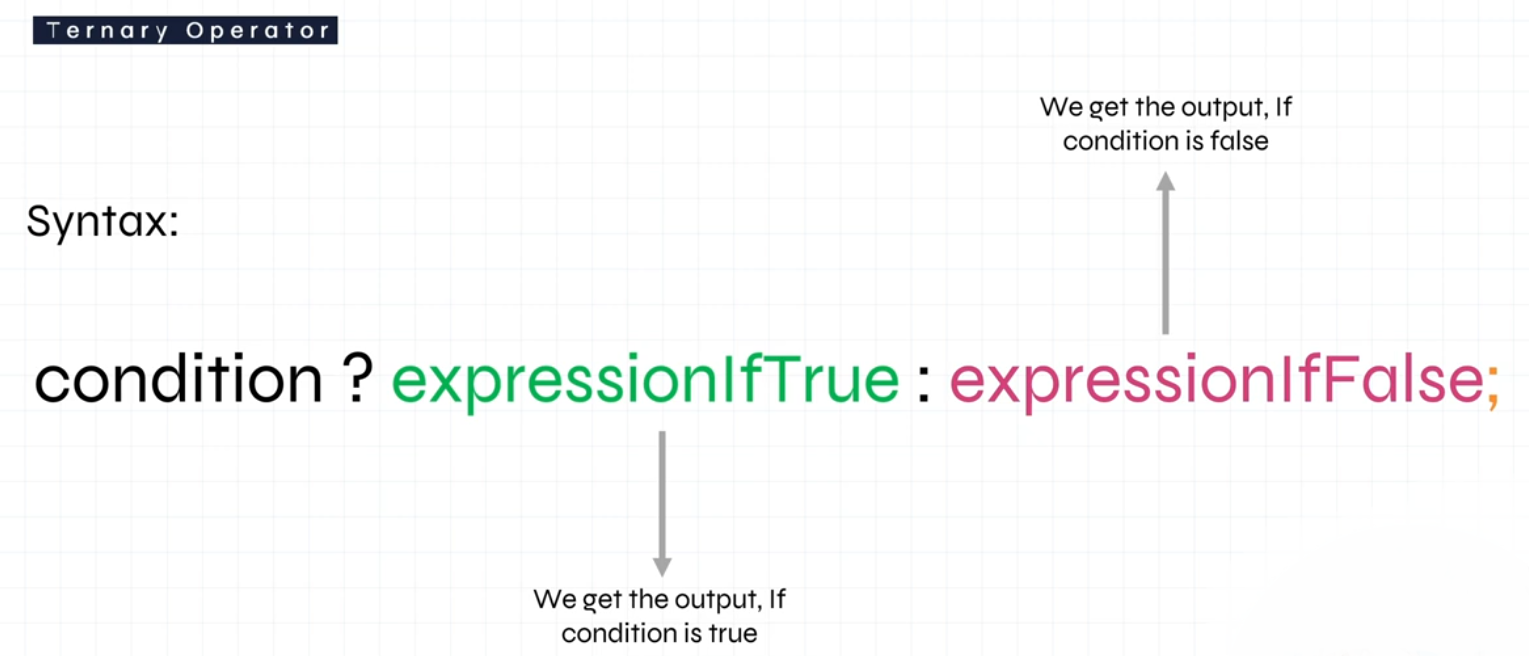 Ternary Operator
We get the output, If
condition is false
Syntax:
condition ? expressionIfTrue : expressionIfFalse;
We get the output, If
condition is true